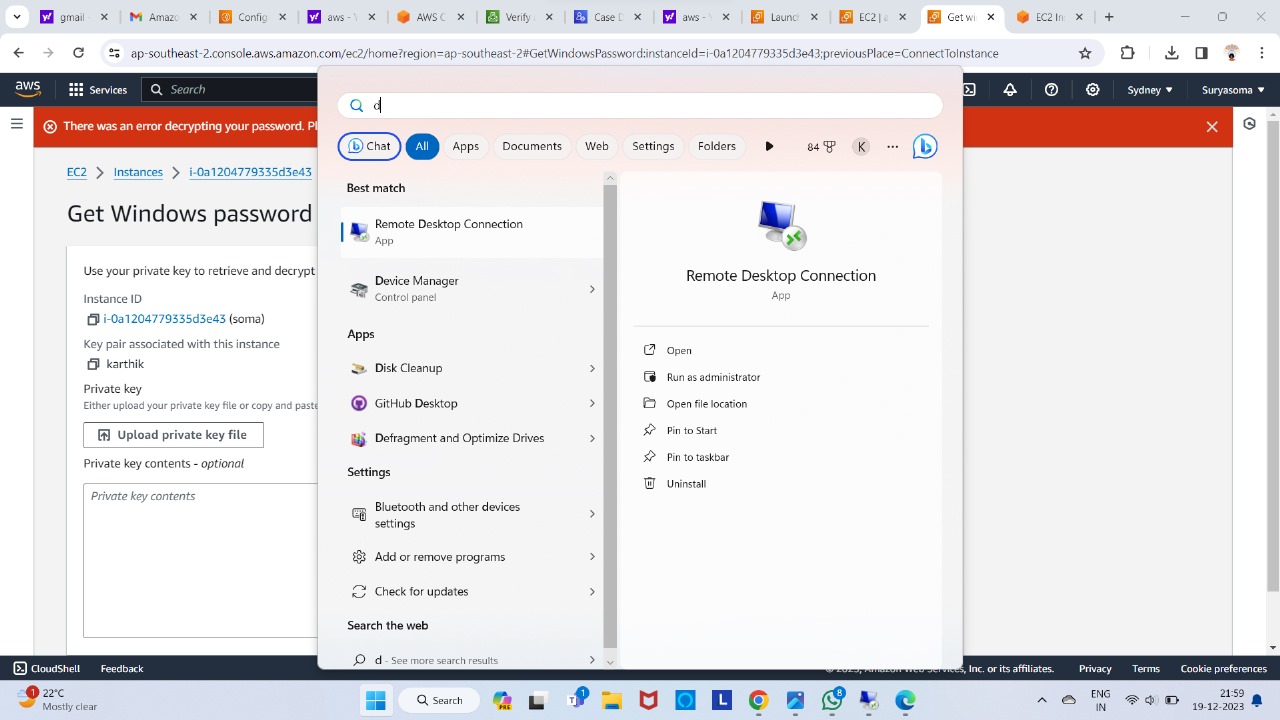 gmail -
Amazo
Config
aws - V
AWS C
Verify
Case D
aws -
Launch
EC2 | a
Get wi
EC2 In
ap-southeast-2.console.aws.amazon.com/ec2/home?region=ap-southeast-2#GetWindowsPassword:instanceId=i-0a1204779335d3e43;previousPlace=ConnectToInstance
aws
Services
Search
Sydney
Suryasoma
There was an error decrypting your password. Pl
EC2
Instances
i-0a1204779335d3e43
Get Windows password
Use your private key to retrieve and decrypt
Instance ID
i-0a1204779335d3e43 (soma)
Key pair associated with this instance
karthik
Private key
Either upload your private key file or copy and paste
Upload private key file
Private key contents - optional
Private key contents
d
Chat
All
Apps
Documents
Web
Settings
Folders
84
K
Best match
Remote Desktop Connection
App
Device Manager
Control panel
Apps
Disk Cleanup
GitHub Desktop
Defragment and Optimize Drives
Settings
Bluetooth and other devices
settings
Add or remove programs
Check for updates
Search the web
d - See more search results
Remote Desktop Connection
App
Open
Run as administrator
Open file location
Pin to Start
Pin to taskbar
Uninstall
CloudShell
Feedback
© 2023, Amazon Web Services, Inc. or its affiliates.
Privacy
Terms
Cookie preferences
1
22°C
Mostly clear
Search
1
8
ENG
IN
21:59
19-12-2023